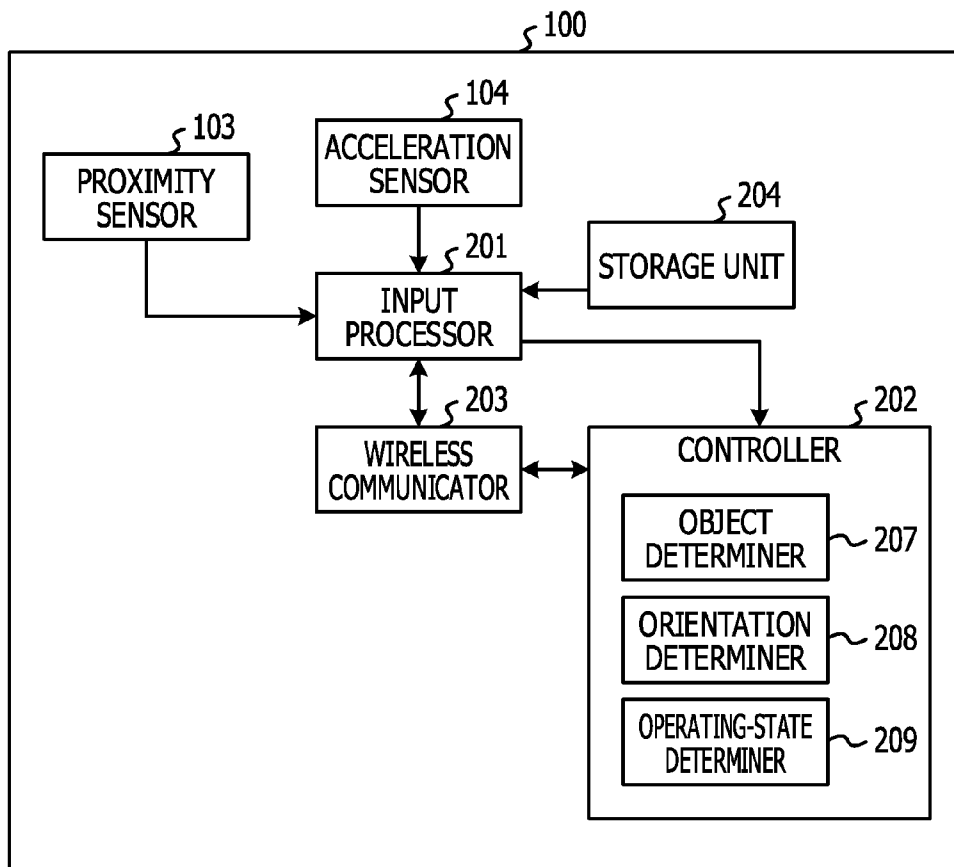 100
104
103
ACCELERATION
SENSOR
PROXIMITY
SENSOR
204
201
STORAGE UNIT
INPUT
PROCESSOR
203
202
WIRELESS
COMMUNICATOR
CONTROLLER
OBJECT
DETERMINER
207
ORIENTATION
DETERMINER
208
OPERATING-STATE
DETERMINER
209